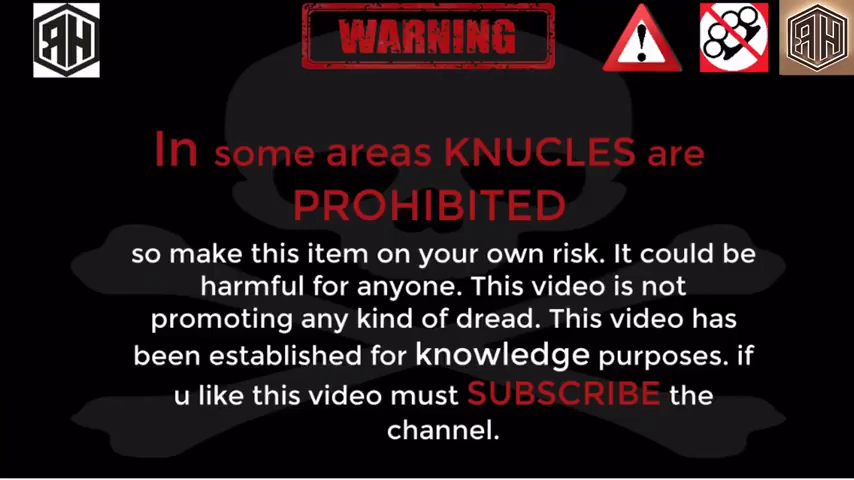 WARNING
In some areas KNUCLES are
PROHIBITED
so make this item on your own risk. It could be
harmful for anyone. This video is not
promoting any kind of dread. This video has
been established for knowledge purposes. if
u like this video must SUBSCRIBE the
channel.